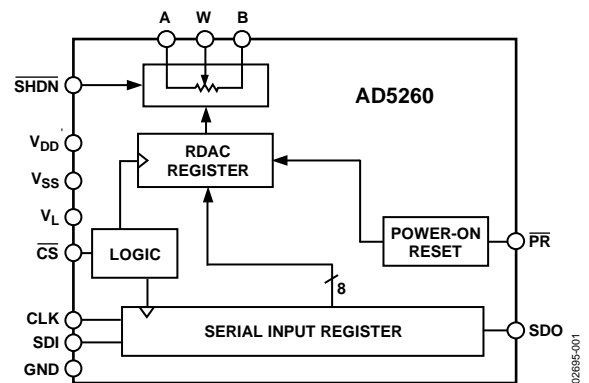 A W B
SHDN
AD5260
VDD
RDAC
REGISTER
VSS
VL
POWER-ON
RESET
PR
CS
LOGIC
8
CLK
SERIAL INPUT REGISTER
SDO
SDI
GND
02695-001